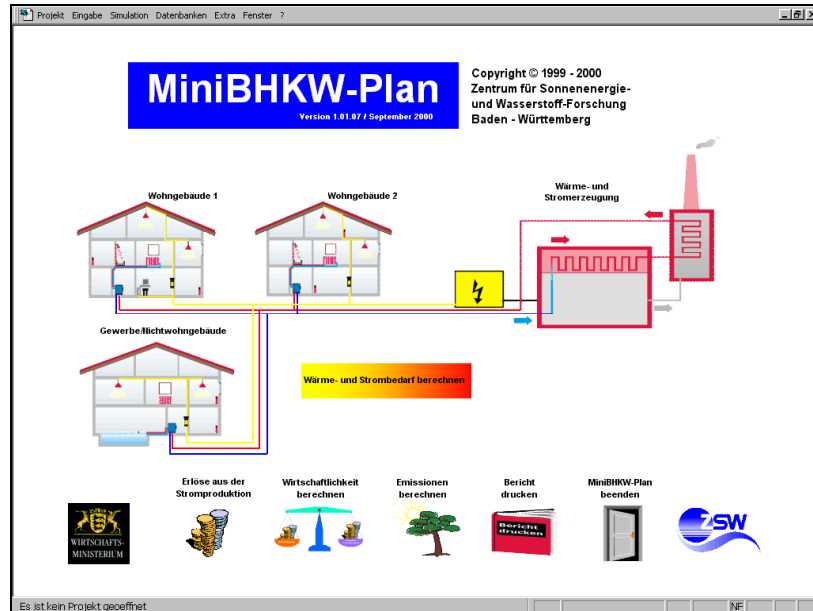 Projekt Eingabe Simulation Datenbanken Extra Fenster ?
MiniBHKW-Plan
Version 1.01.07 / September 2000
Copyright © 1999 - 2000
Zentrum für Sonnenenergie-
und Wasserstoff-Forschung
Baden - Württemberg
Wohngebäude 1
Wohngebäude 2
Wärme- und
Stromerzeugung
Gewerbe/Nichtwohngebäude
Wärme- und Strombedarf berechnen
Erlöse aus der
Stromproduktion
Wirtschaftlichkeit
berechnen
Emissionen
berechnen
Bericht
drucken
MiniBHKW-Plan
beenden
WIRTSCHAFTS-
MINISTERIUM
Bericht
drucken
ZSW
Es ist kein Projekt geoeffnet
NF